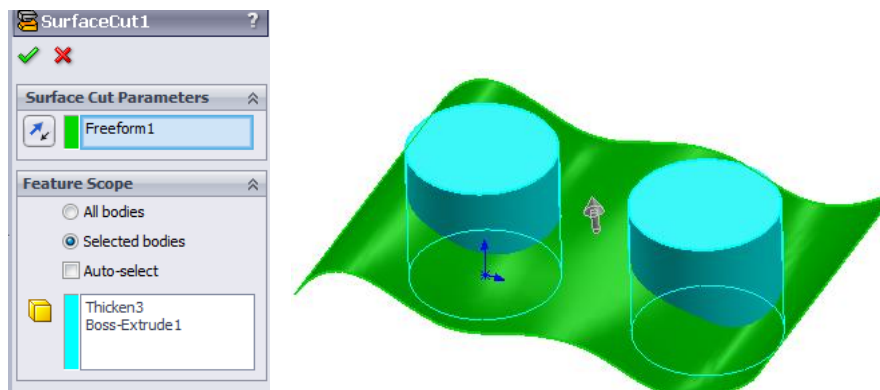 SurfaceCut1 ?
Surface Cut Parameters
Freeform1
Feature Scope
All bodies
Selected bodies
Auto-select
Thicken3
Boss-Extrude1